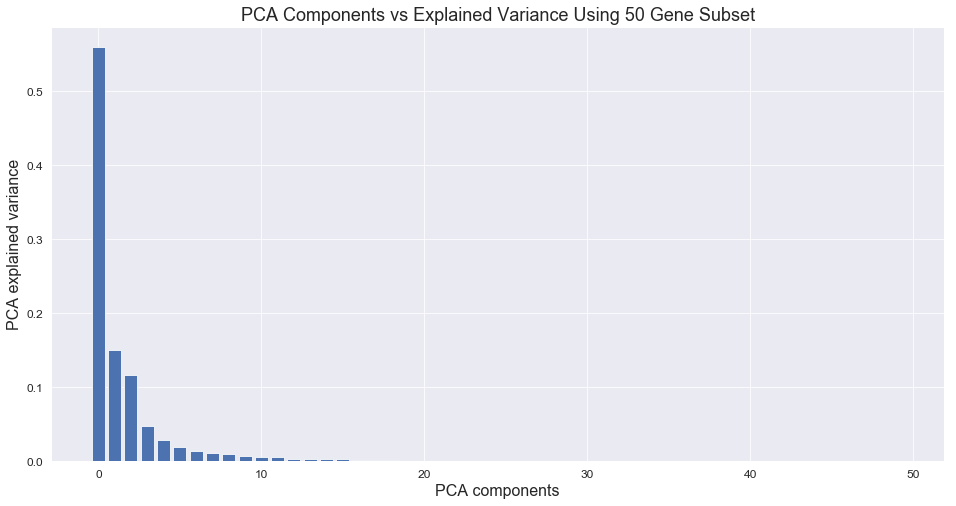 PCA Components vs Explained Variance Using 50 Gene Subset
PCA explained variance
0.5
0.4
0.3
0.2
0.1
0.0
0 10 20 30 40 50
PCA components